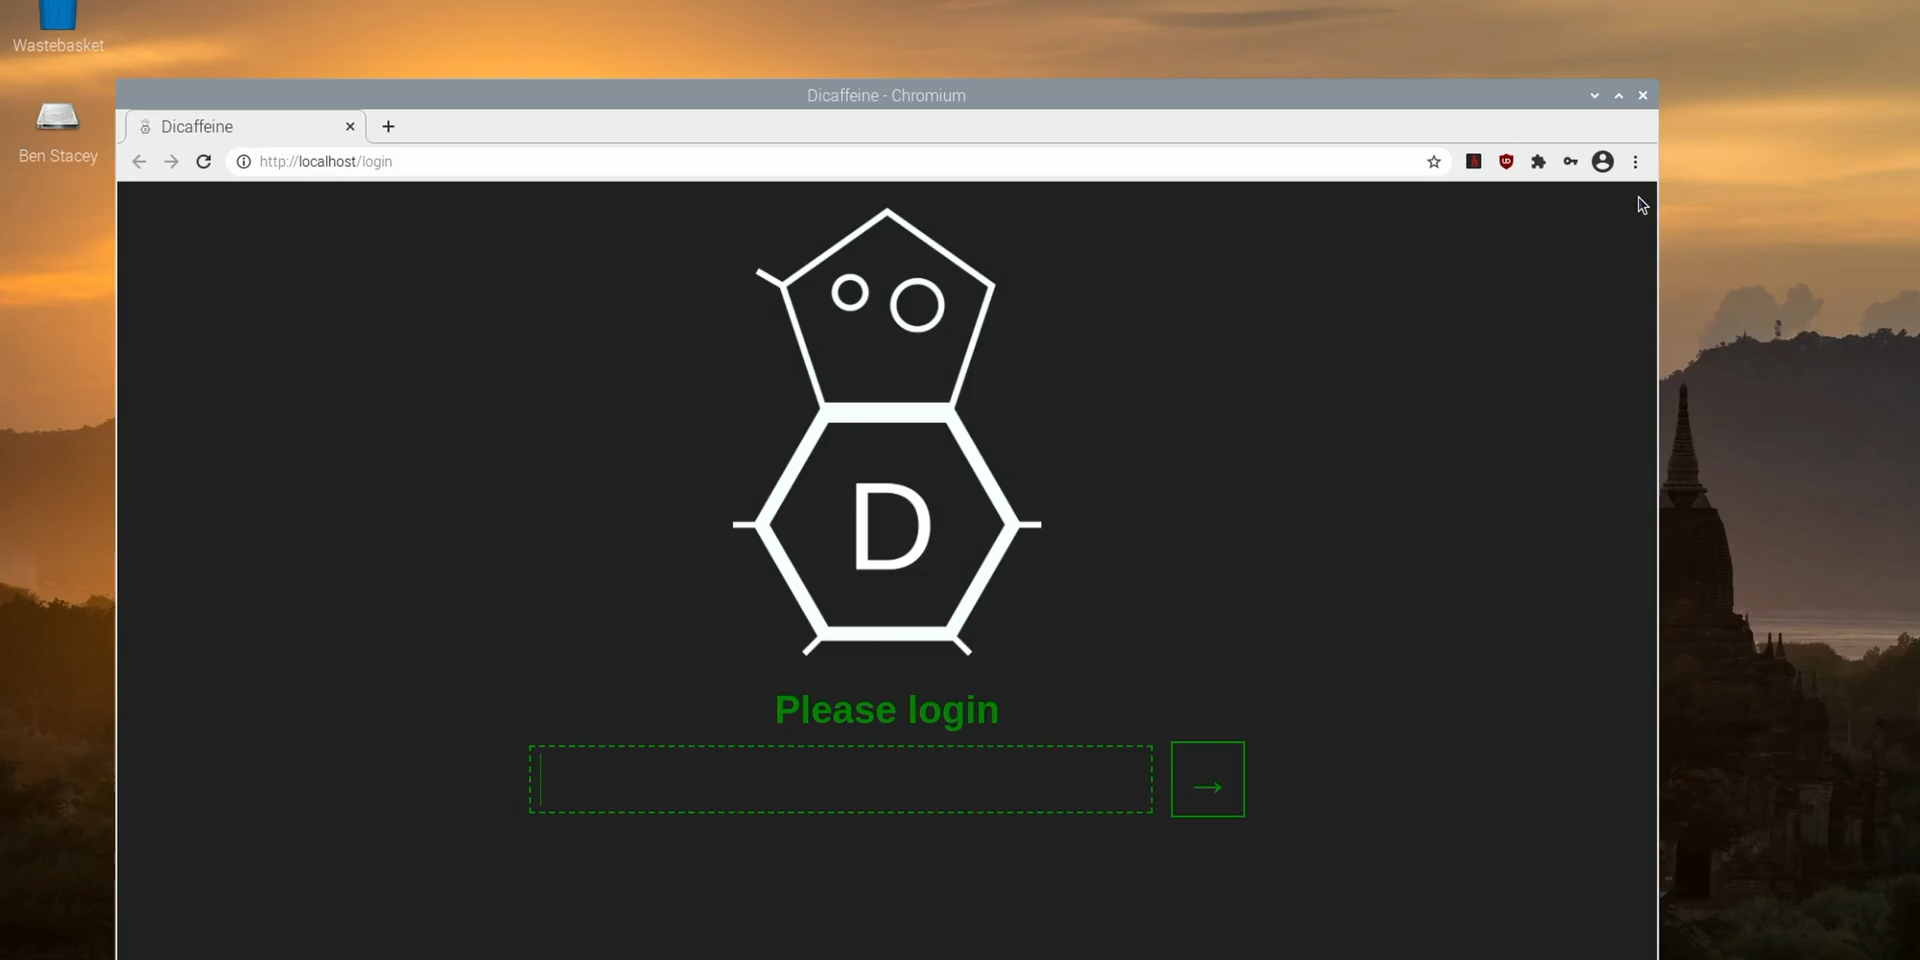 Wastebasket
Ben Stacey
Dicaffeine - Chromium
Dicaffeine
http://localhost/login
D
Please login